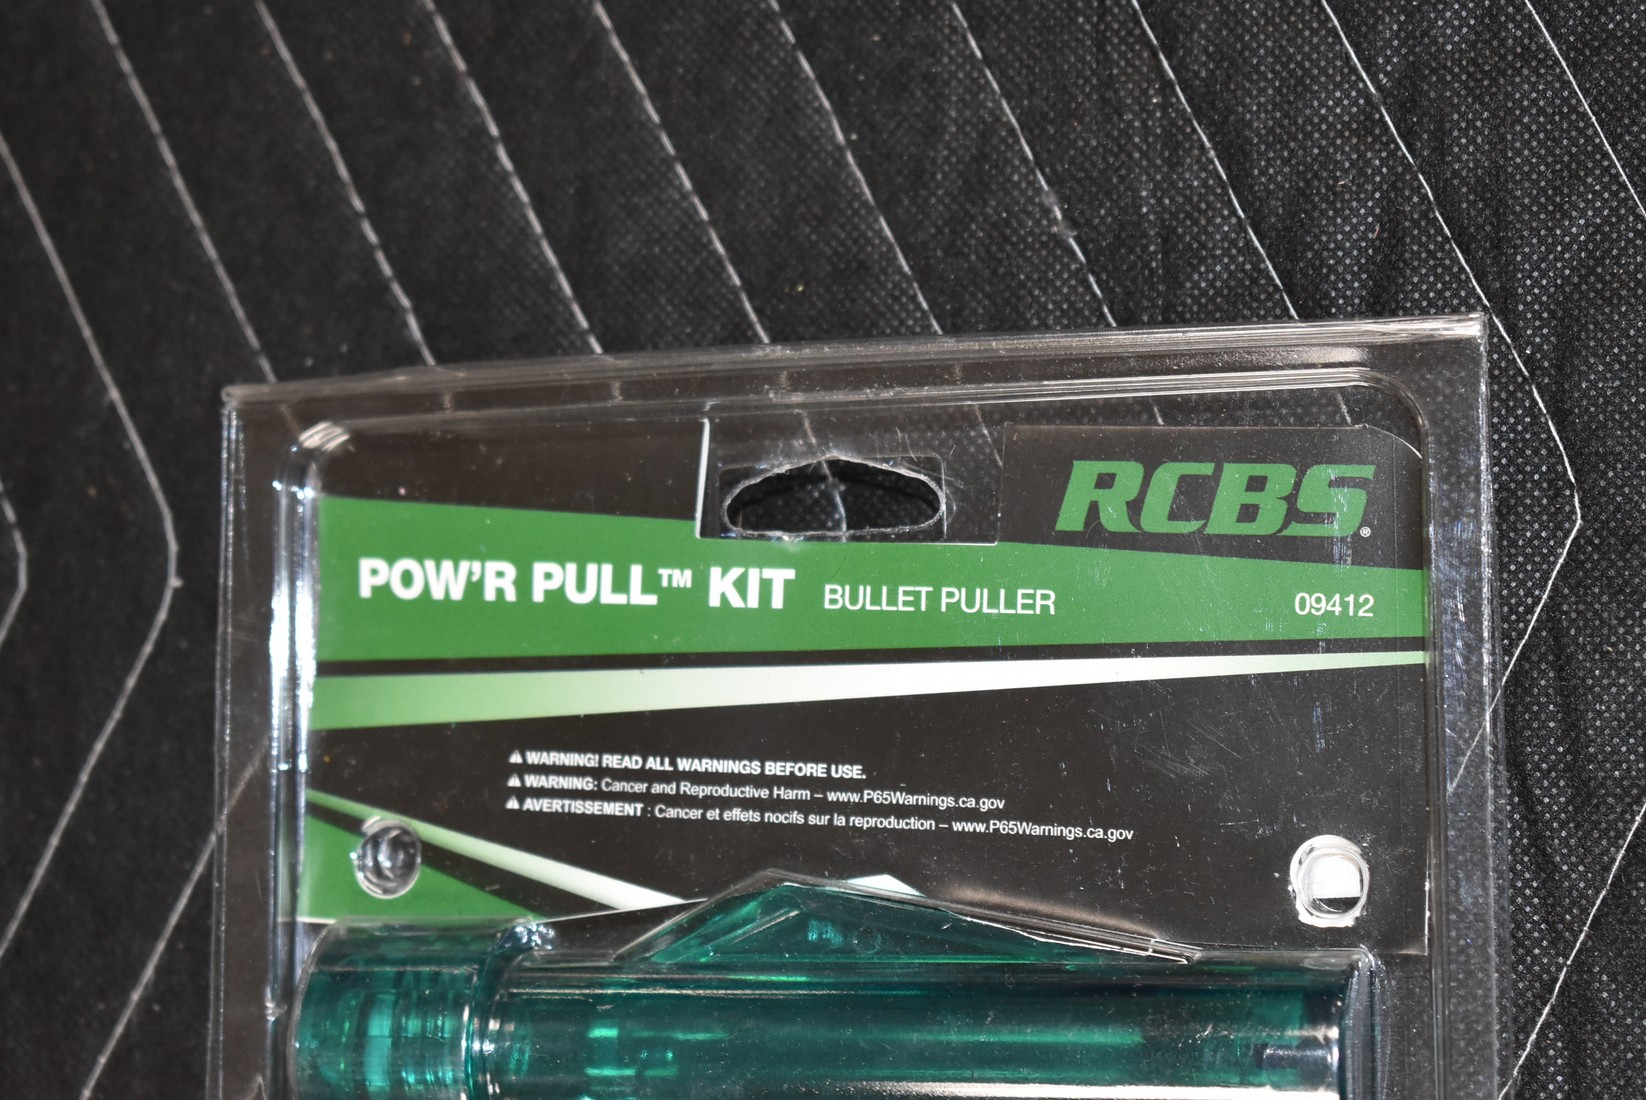 RCBS®
POW'R PULL™ KIT BULLET PULLER 09412
⚠ WARNING! READ ALL WARNINGS BEFORE USE.
⚠ WARNING: Cancer and Reproductive Harm – www.P65Warnings.ca.gov
⚠ AVERTISSEMENT : Cancer et effets nocifs sur la reproduction – www.P65Warnings.ca.gov